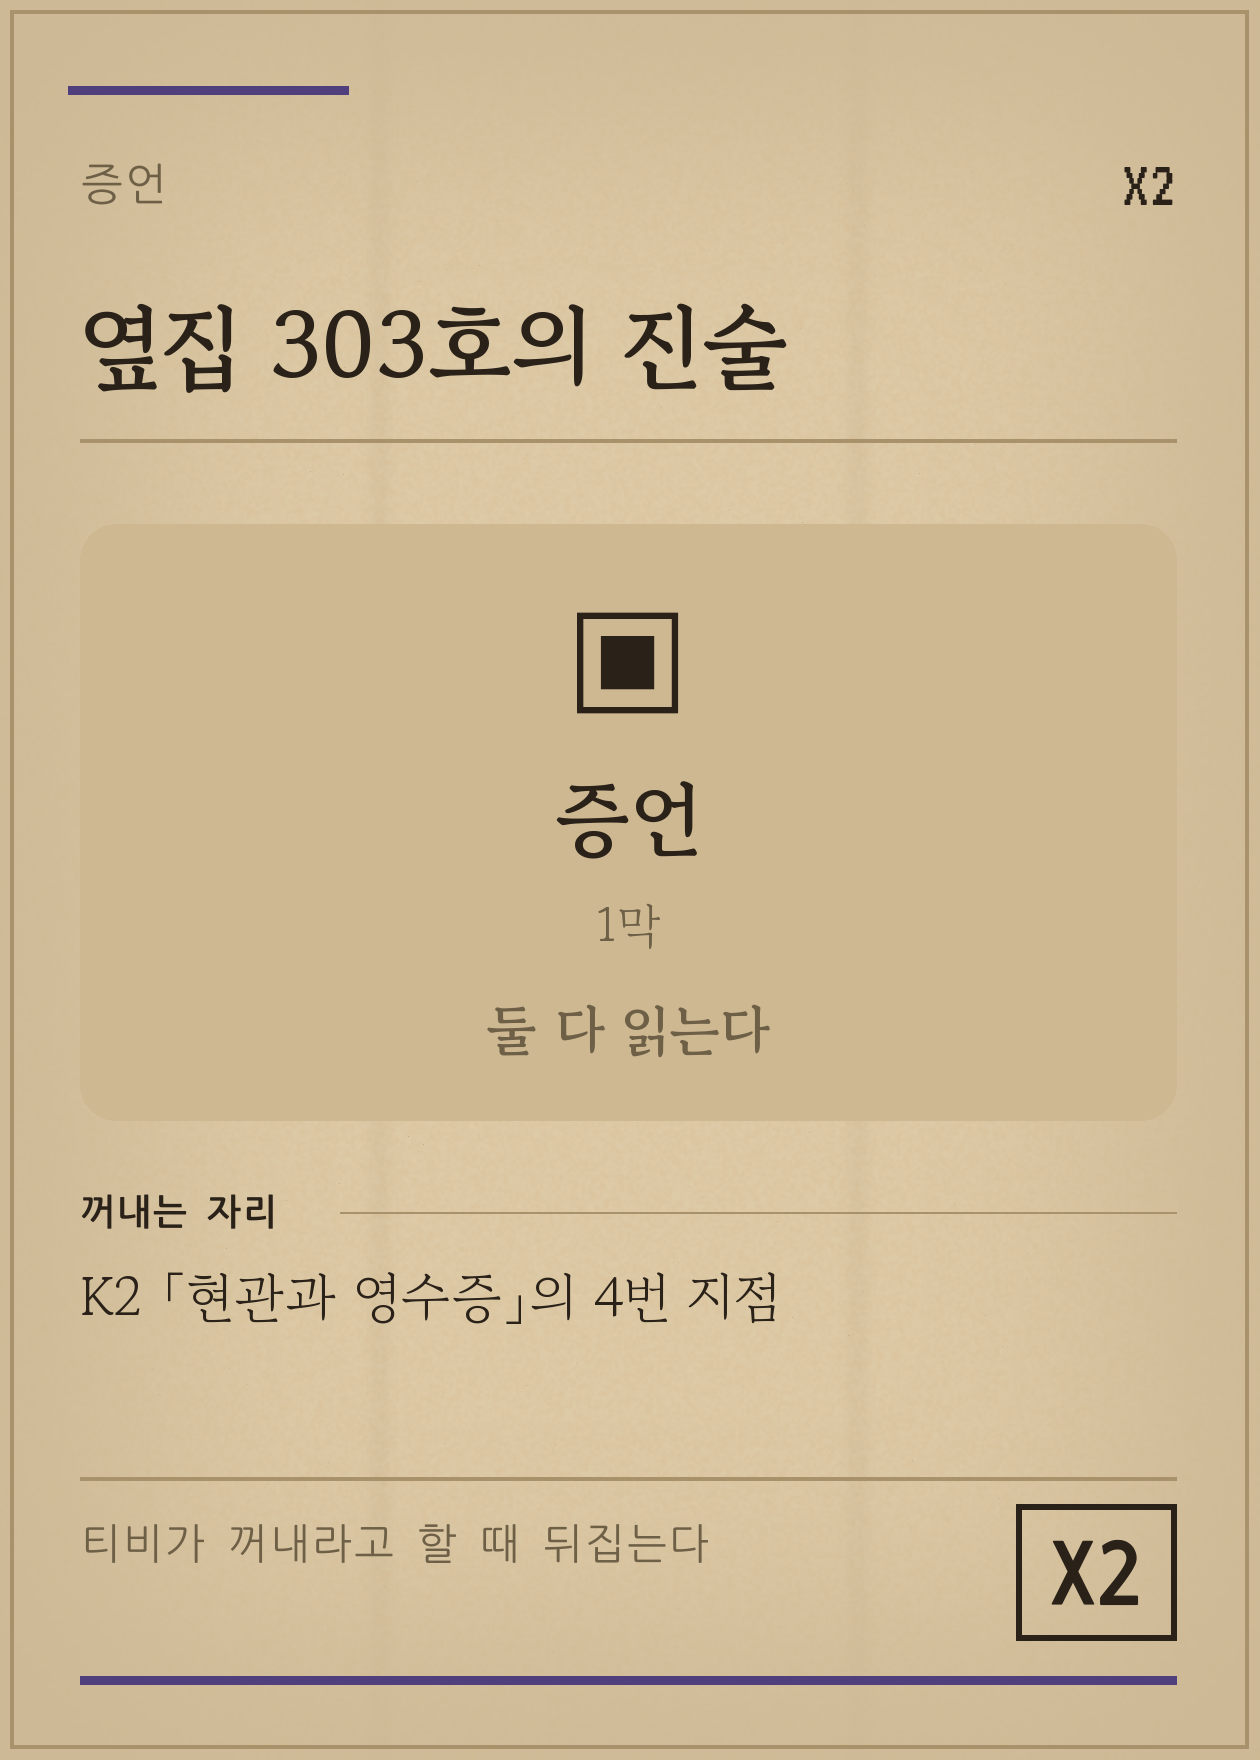 증언
X2
옆집 303호의 진술
증언
1막
둘 다 읽는다
꺼내는 자리
K2 「현관과 영수증」의 4번 지점
티비가 꺼내라고 할 때 뒤집는다
X2